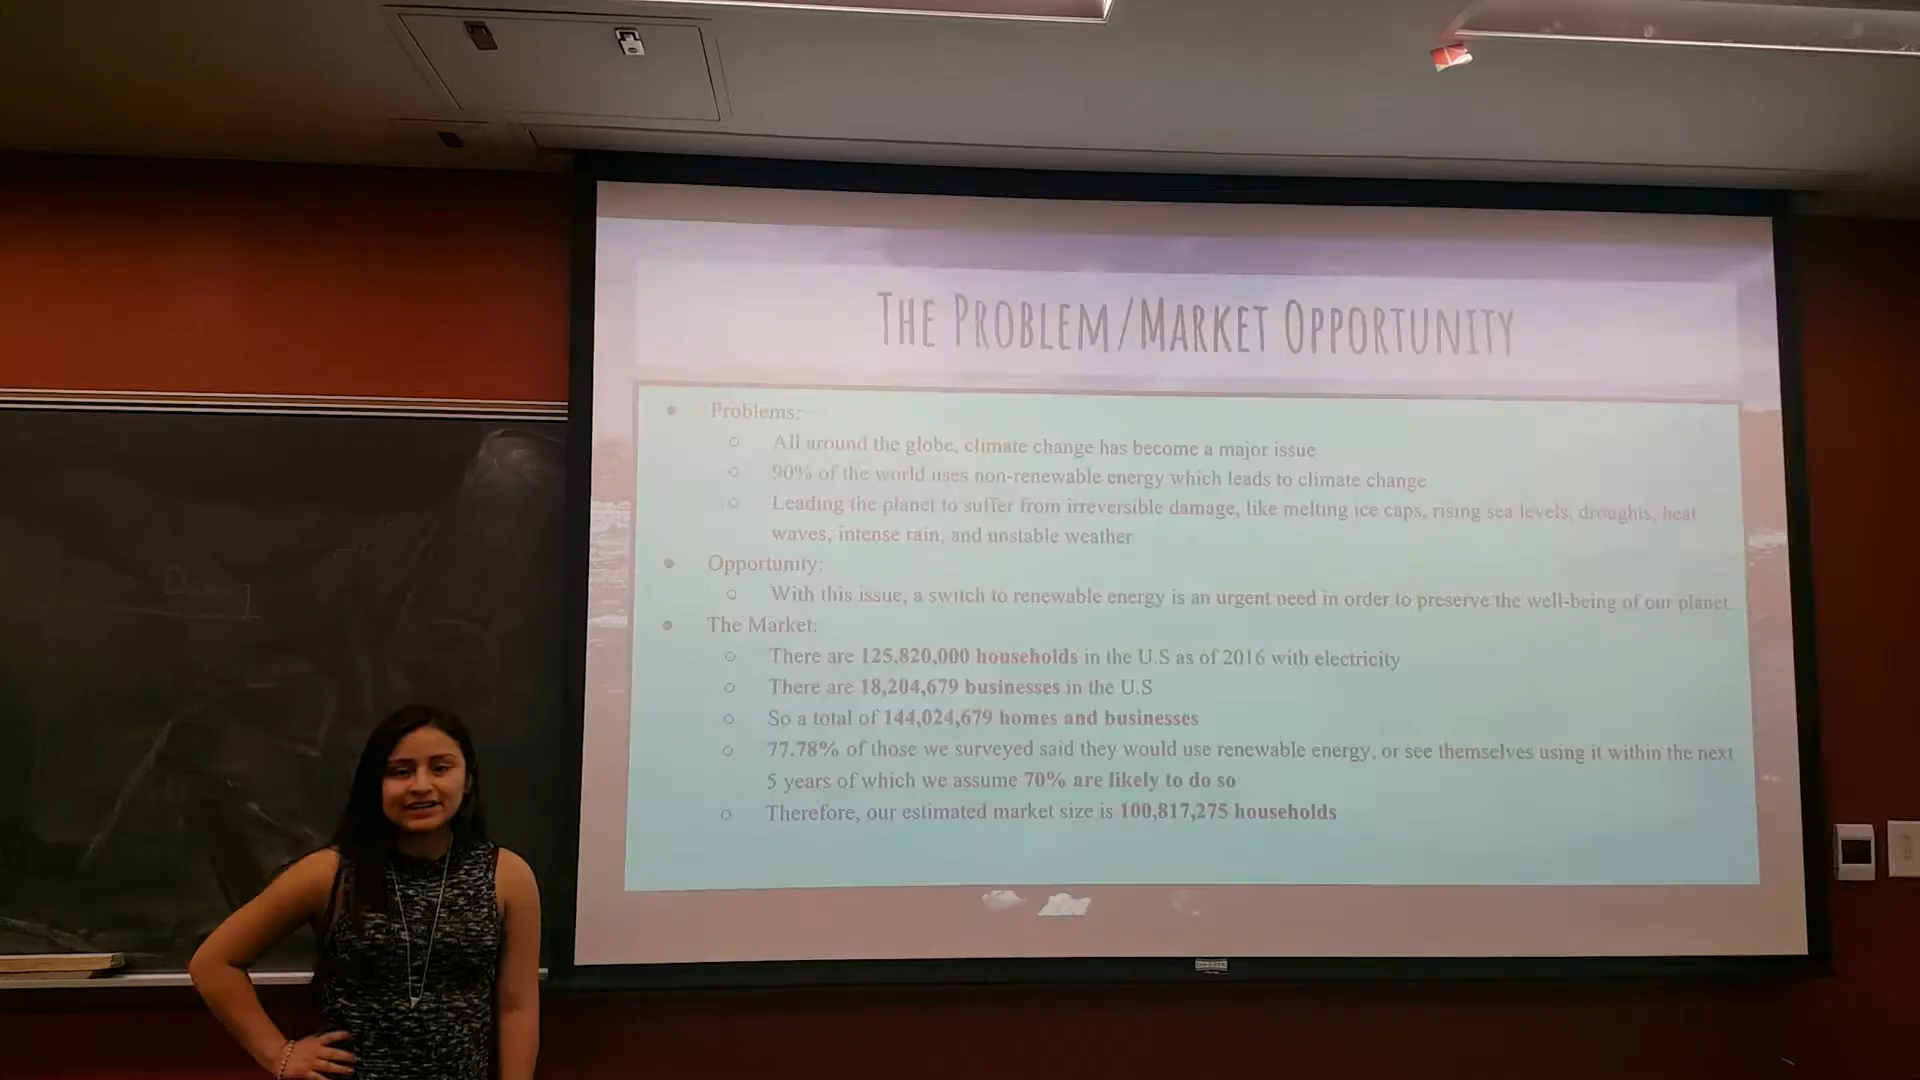 THE PROBLEM/MARKET OPPORTUNITY
Problems:
All around the globe, climate change has become a major issue
90% of the world uses non-renewable energy which leads to climate change
Leading the planet to suffer from irreversible damage, like melting ice caps, rising sea levels, droughts, heat
waves, intense rain, and unstable weather
Opportunity:
With this issue, a switch to renewable energy is an urgent need in order to preserve the well-being of our planet.
The Market:
There are 125,820,000 households in the U.S as of 2016 with electricity
There are 18,204,679 businesses in the U.S
So a total of 144,024,679 homes and businesses
77.78% of those we surveyed said they would use renewable energy, or see themselves using it within the next
5 years of which we assume 70% are likely to do so
Therefore, our estimated market size is 100,817,275 households